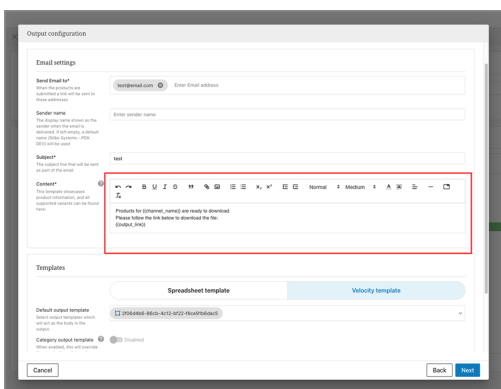 Output configuration
Email settings
Send Email to*
When the products are
submitted a link will be sent to
these addresses
test@email.com
Enter Email address
Sender name
The display name shown as the
sender when the email is
delivered. If left empty, a default
name (Stibo Systems - PDX
will be used
Enter sender name
Subject*
The subject line that will be sent
as part of the email
test
Content*
This template showcases
product information, and all
supported variants can be found
here:
B U I S
Normal
Medium
Products for {{channel_name}} are ready to download.
Please follow the link below to download the file:
{{output_link}}
Templates
Spreadsheet template
Velocity template
Default output template
Select output templates which
will act as the body in the
output.
Category output template
Disabled
When enabled, this will override
Cancel
Back
Next